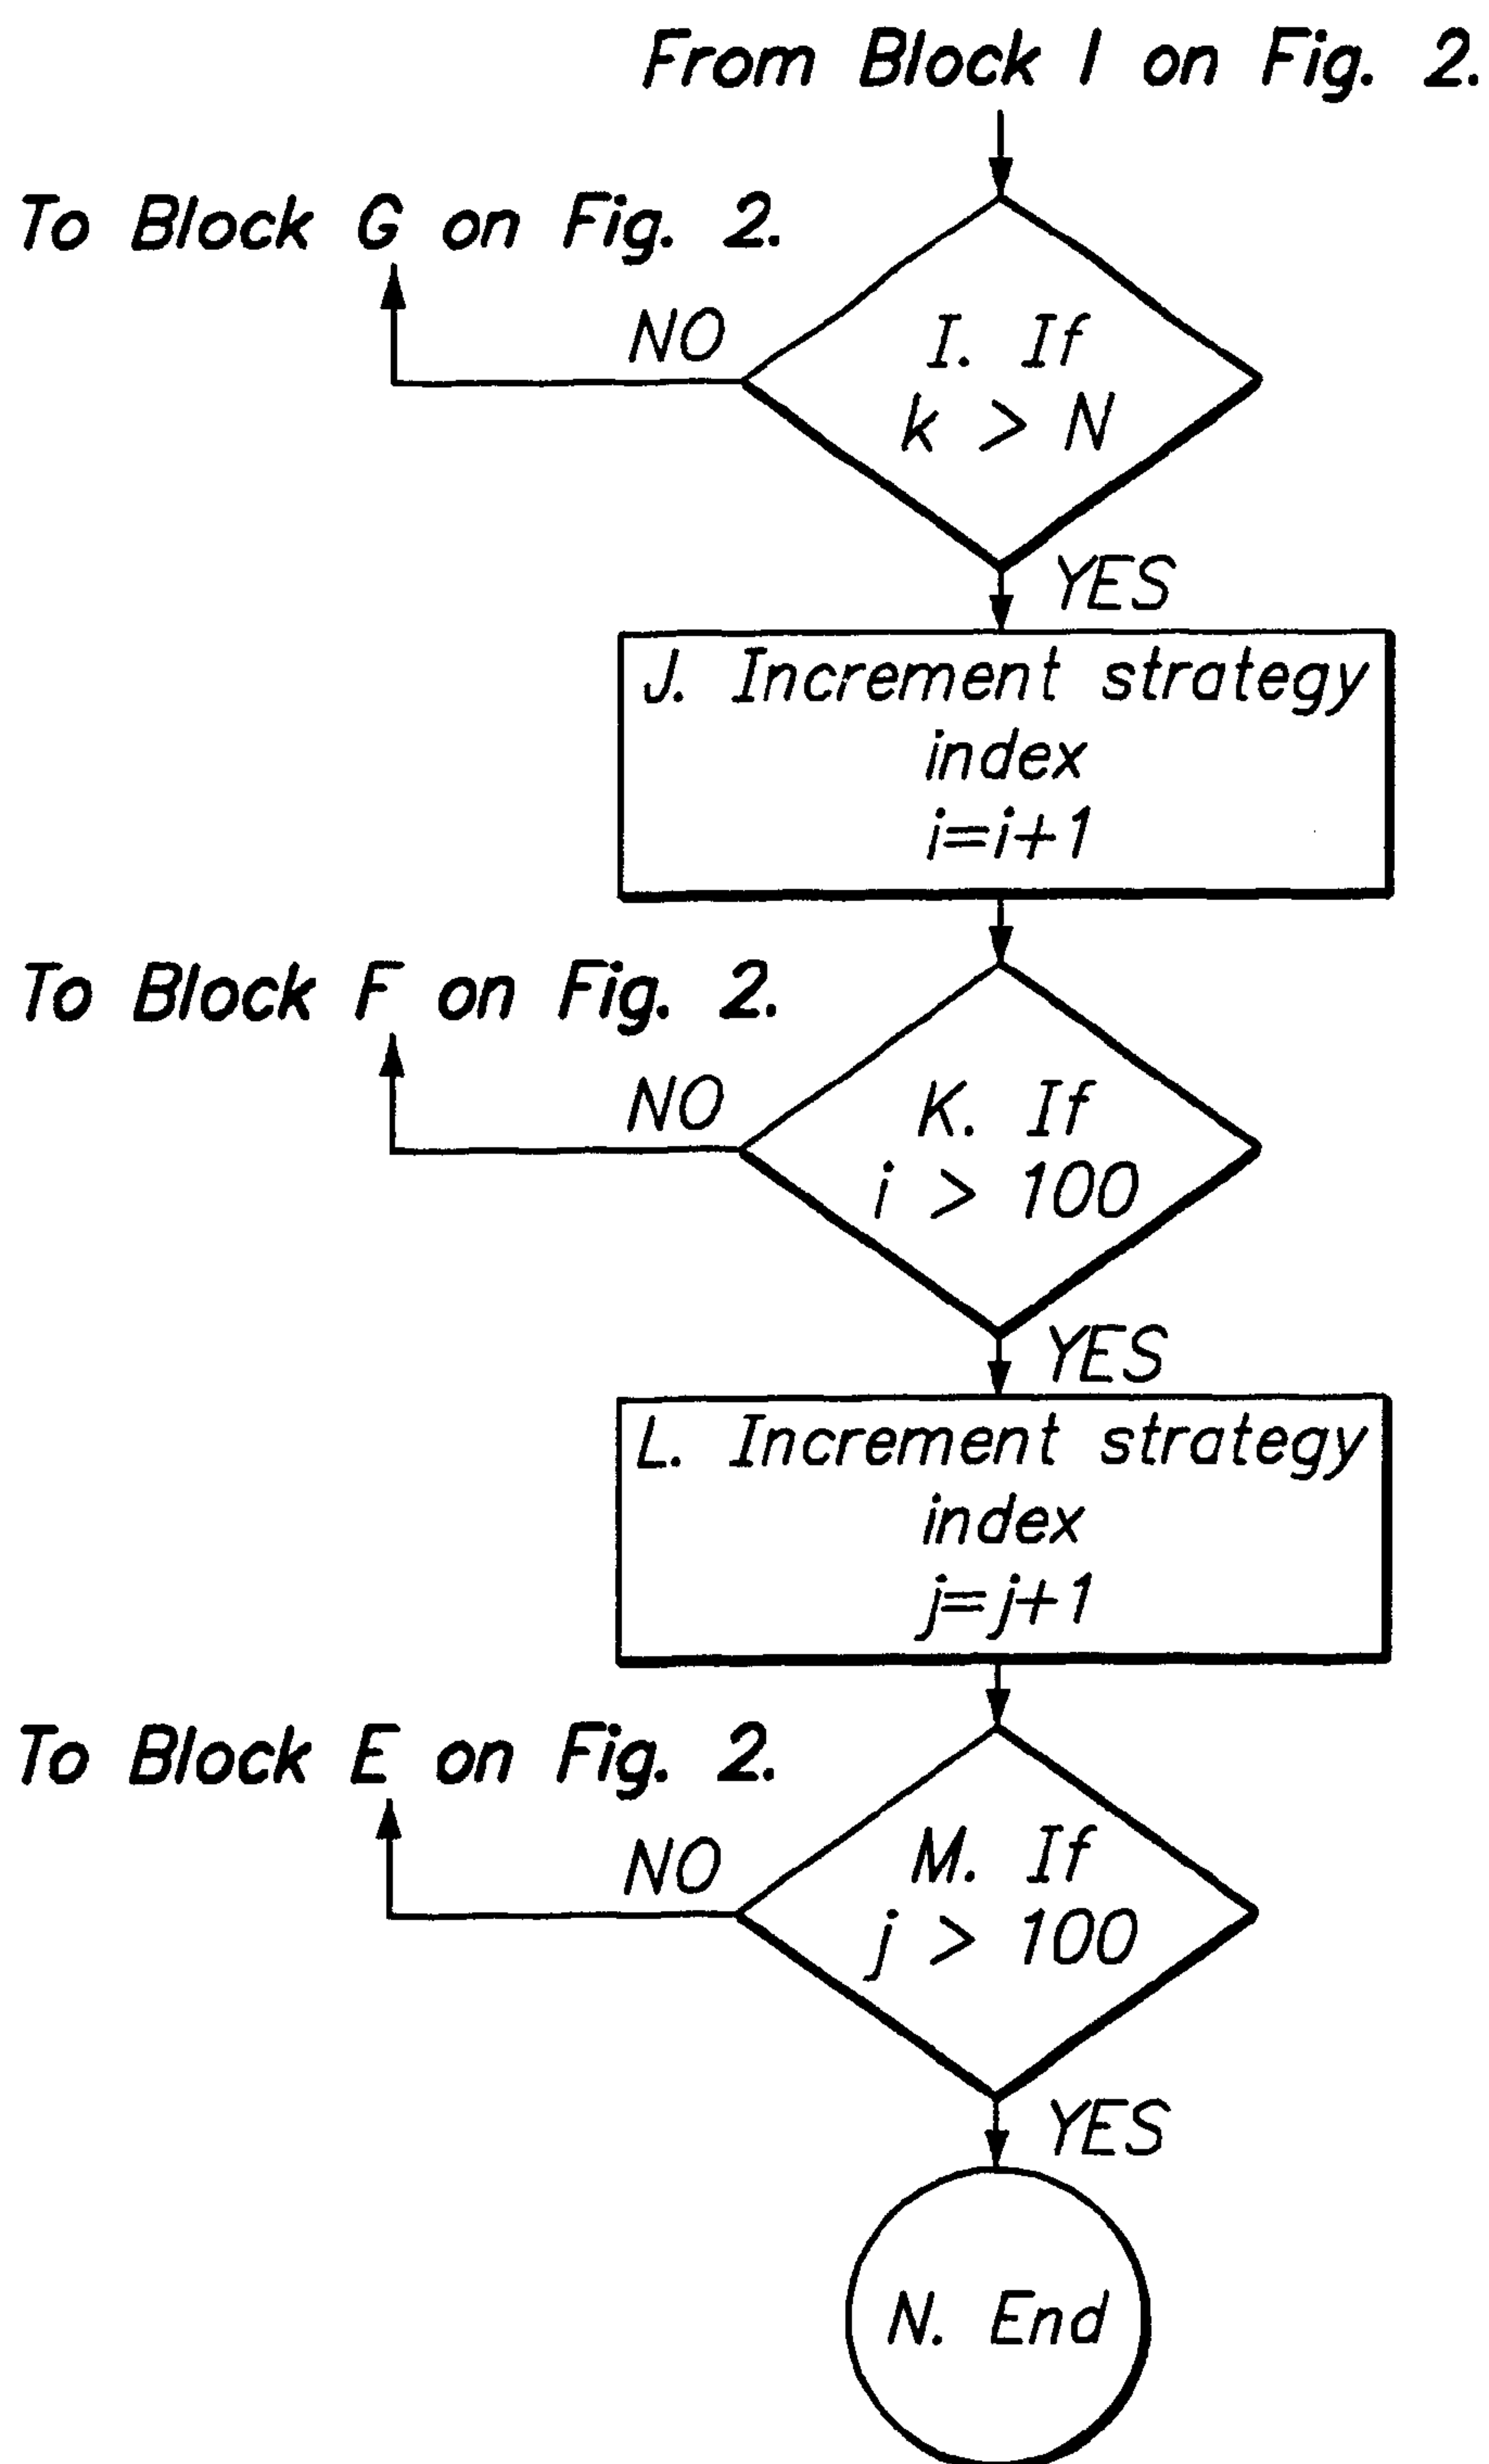 From Block I on Fig. 2.
To Block G on Fig. 2.
NO
I. If
k > N
YES
J. Increment strategy
index
i=i+1
To Block F on Fig. 2.
NO
K. If
i > 100
YES
L. Increment strategy
index
j=j+1
To Block E on Fig. 2.
NO
M. If
j > 100
YES
N. End